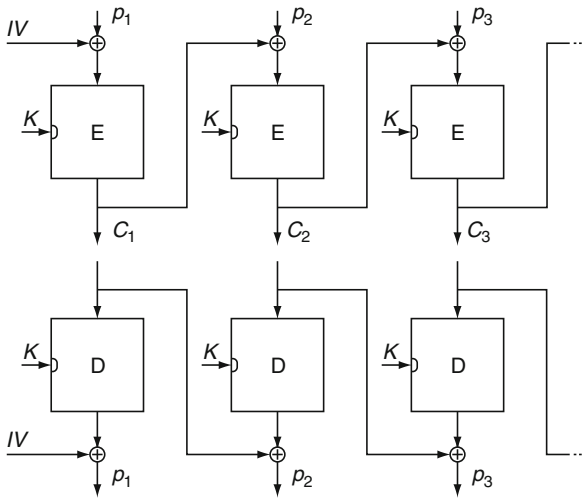 p1 p2 p3
IV
K E K E K E
C1 C2 C3
K D K D K D
IV
p1 p2 p3